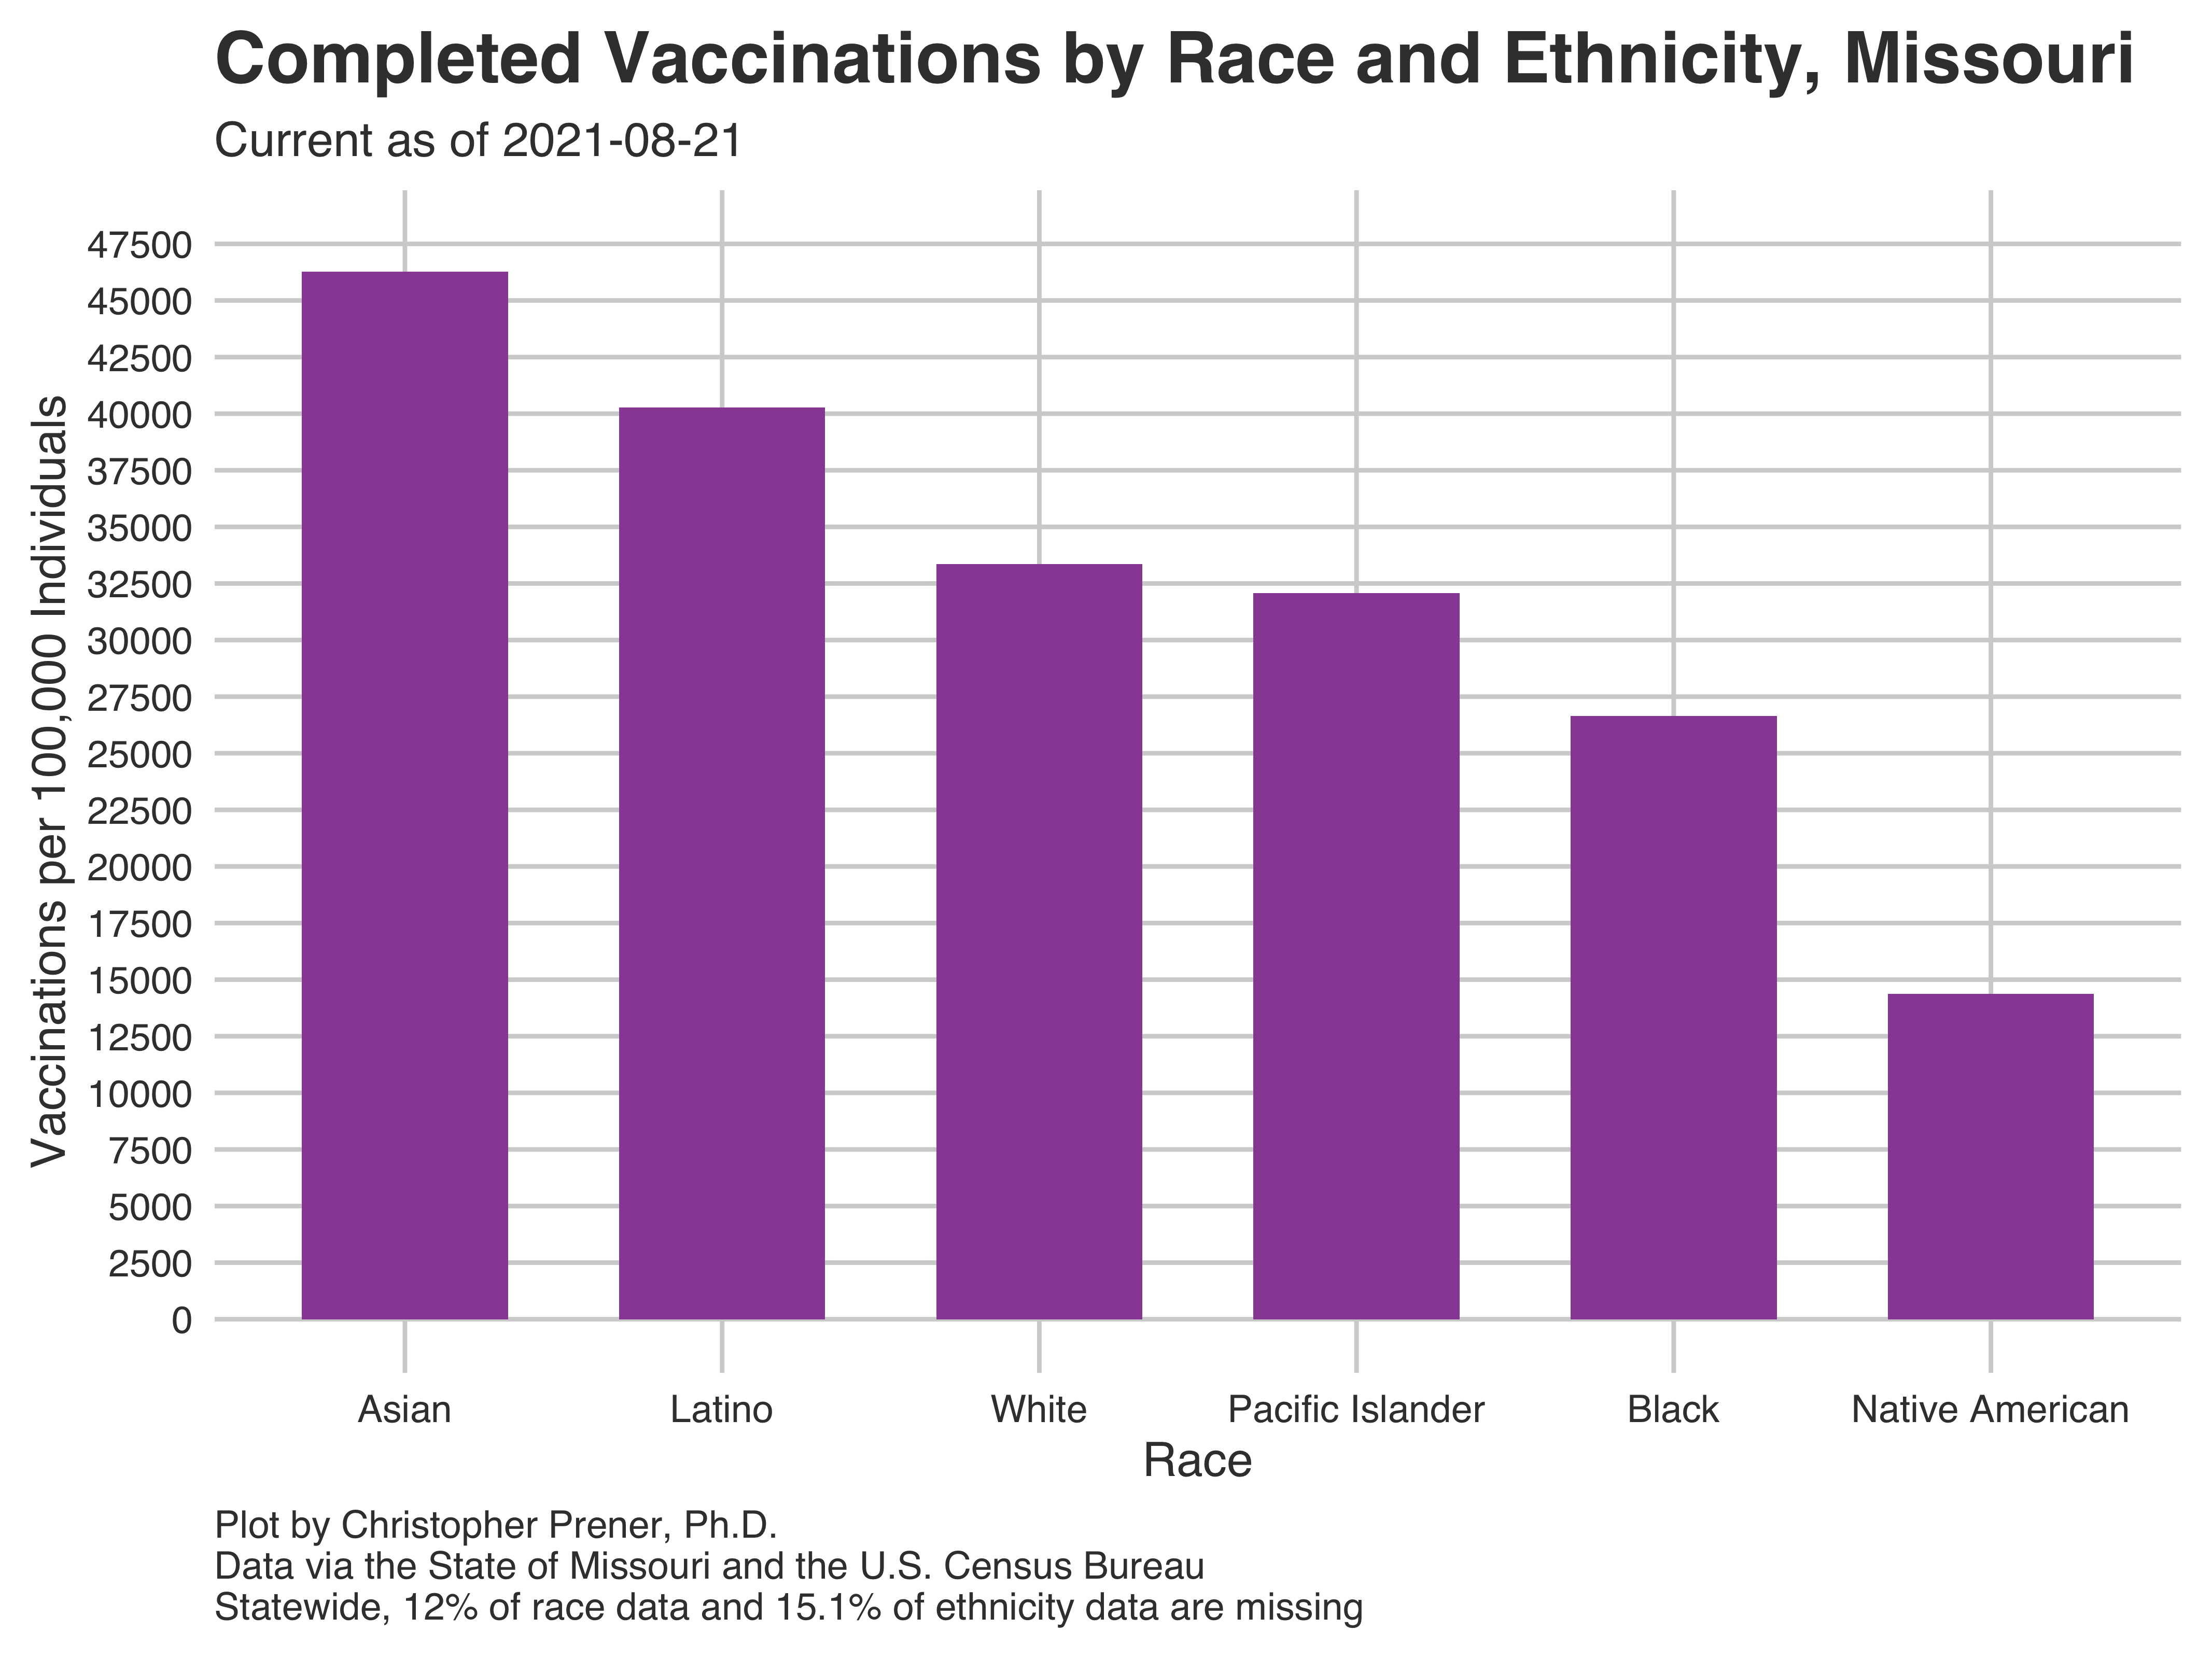 Completed Vaccinations by Race and Ethnicity, Missouri
Current as of 2021-08-21
Vaccinations per 100,000 Individuals
47500
45000
42500
40000
37500
35000
32500
30000
27500
25000
22500
20000
17500
15000
12500
10000
7500
5000
2500
0
Asian Latino White Pacific Islander Black Native American
Race
Plot by Christopher Prener, Ph.D.
Data via the State of Missouri and the U.S. Census Bureau
Statewide, 12% of race data and 15.1% of ethnicity data are missing